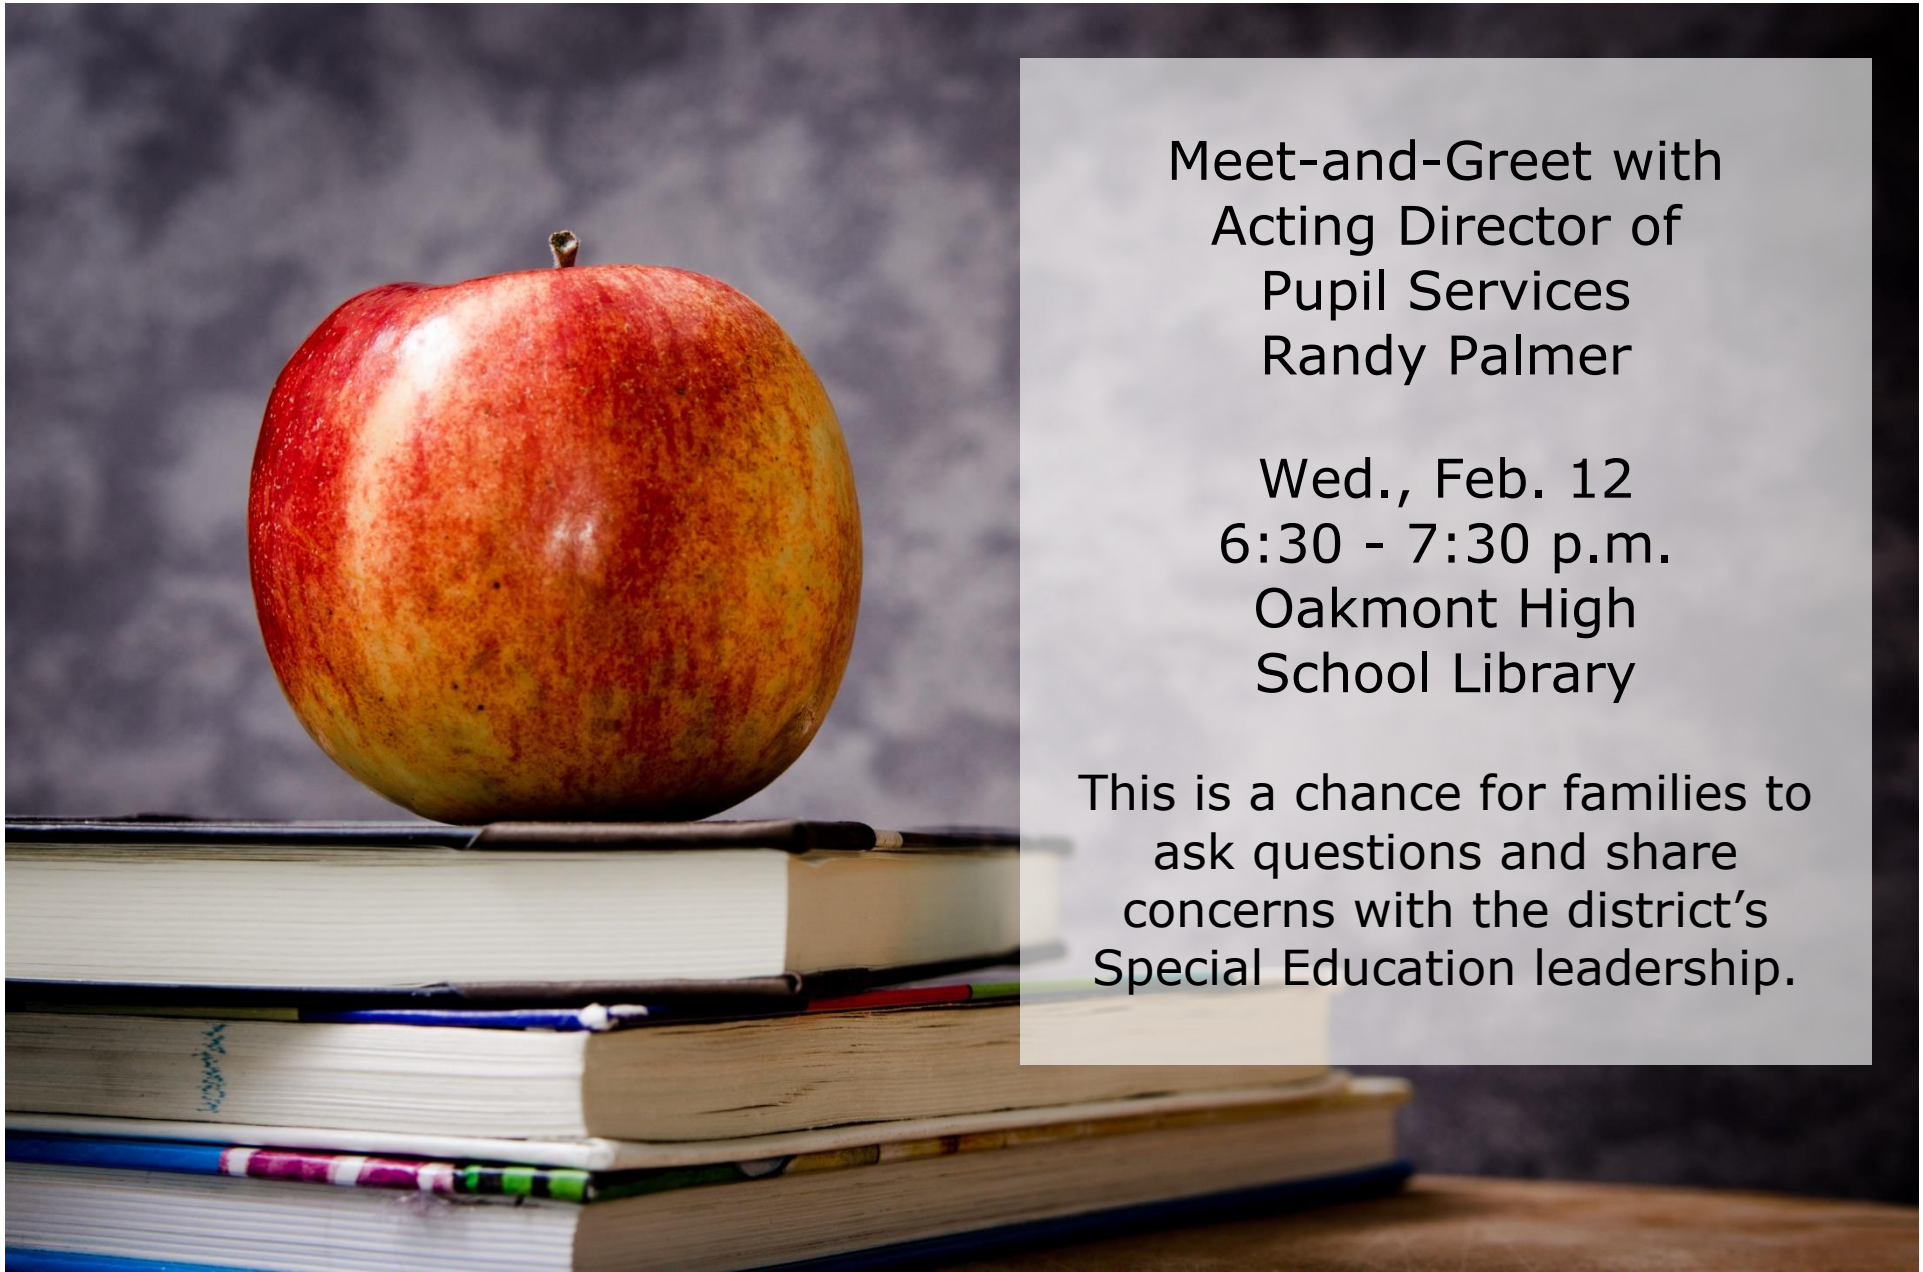 Meet-and-Greet with
Acting Director of
Pupil Services
Randy Palmer
Wed., Feb. 12
6:30 - 7:30 p.m.
Oakmont High
School Library
This is a chance for families to
ask questions and share
concerns with the district’s
Special Education leadership.